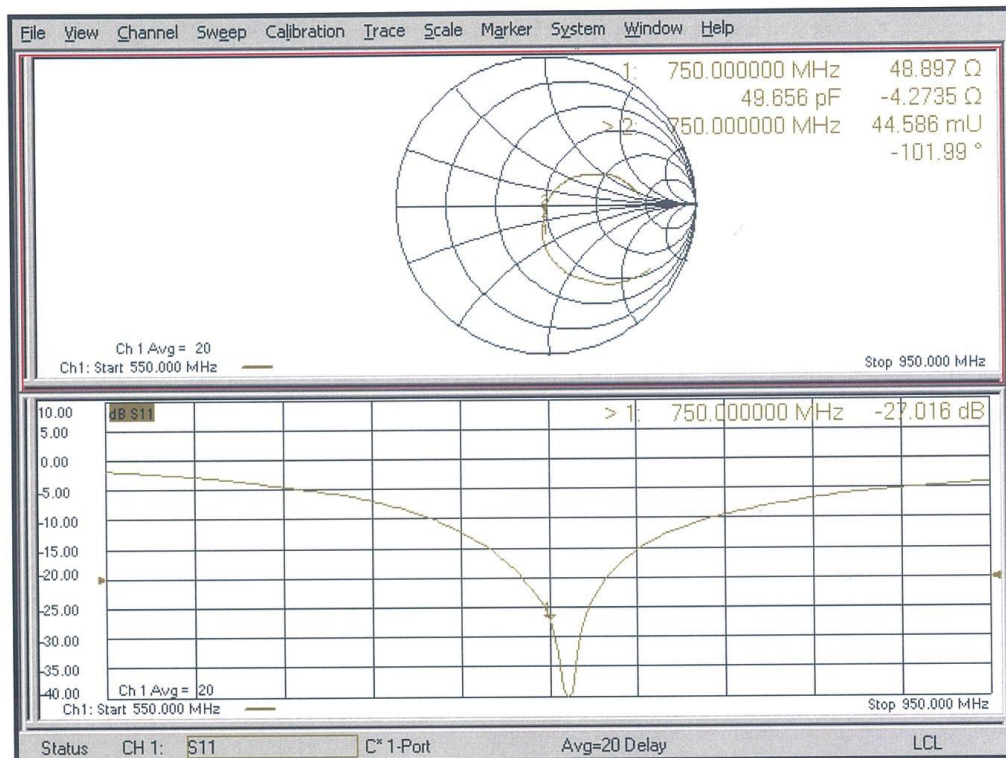 File View Channel Sweep Calibration Trace Scale Marker System Window Help
1: 750.000000 MHz 48.897 Ω
49.656 pF -4.2735 Ω
> 2: 750.000000 MHz 44.586 mU
-101.99 °
Ch 1 Avg = 20
Ch1: Start 550.000 MHz
Stop 950.000 MHz
10.00
dB S11
> 1: 750.000000 MHz -27.016 dB
5.00
0.00
-5.00
-10.00
-15.00
-20.00
-25.00
-30.00
-35.00
-40.00
Ch 1 Avg = 20
Ch1: Start 550.000 MHz
Stop 950.000 MHz
Status CH 1: S11 C* 1-Port Avg=20 Delay LCL